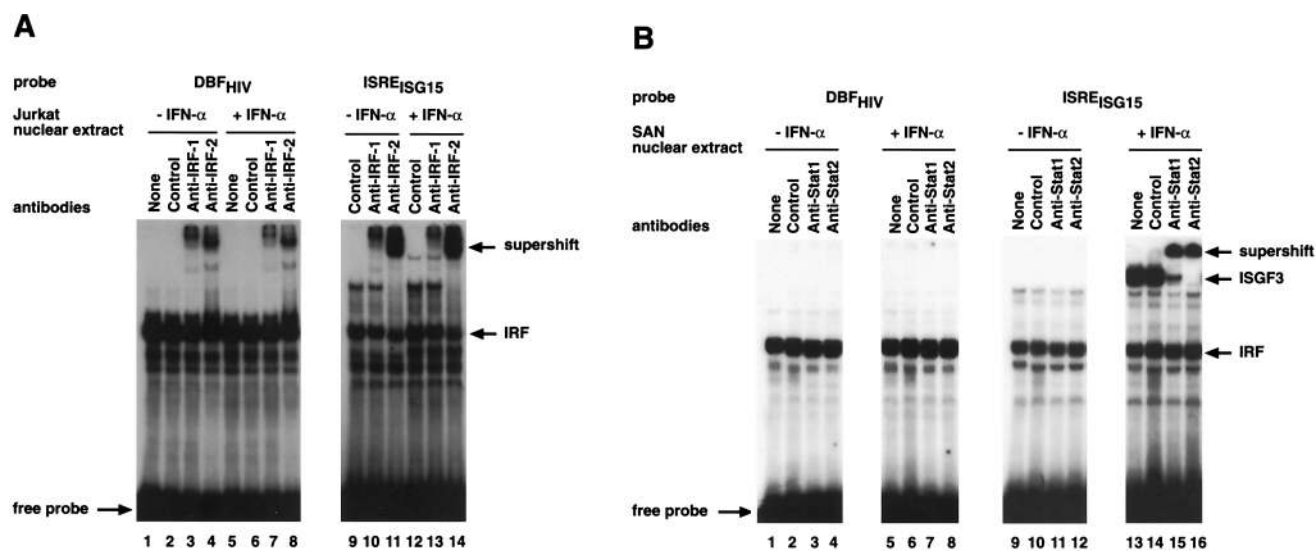 A
probe DBFHIV ISREISG15
Jurkat nuclear extract - IFN-α + IFN-α - IFN-α + IFN-α
antibodies None Control Anti-IRF-1 Anti-IRF-2 None Control Anti-IRF-1 Anti-IRF-2 Control Anti-IRF-1 Anti-IRF-2 Control Anti-IRF-1 Anti-IRF-2
supershift
IRF
free probe
1 2 3 4 5 6 7 8 9 10 11 12 13 14
B
probe DBFHIV ISREISG15
SAN nuclear extract - IFN-α + IFN-α - IFN-α + IFN-α
antibodies None Control Anti-Stat1 Anti-Stat2 None Control Anti-Stat1 Anti-Stat2 None Control Anti-Stat1 Anti-Stat2 None Control Anti-Stat1 Anti-Stat2
supershift
ISGF3
IRF
free probe
1 2 3 4 5 6 7 8 9 10 11 12 13 14 15 16